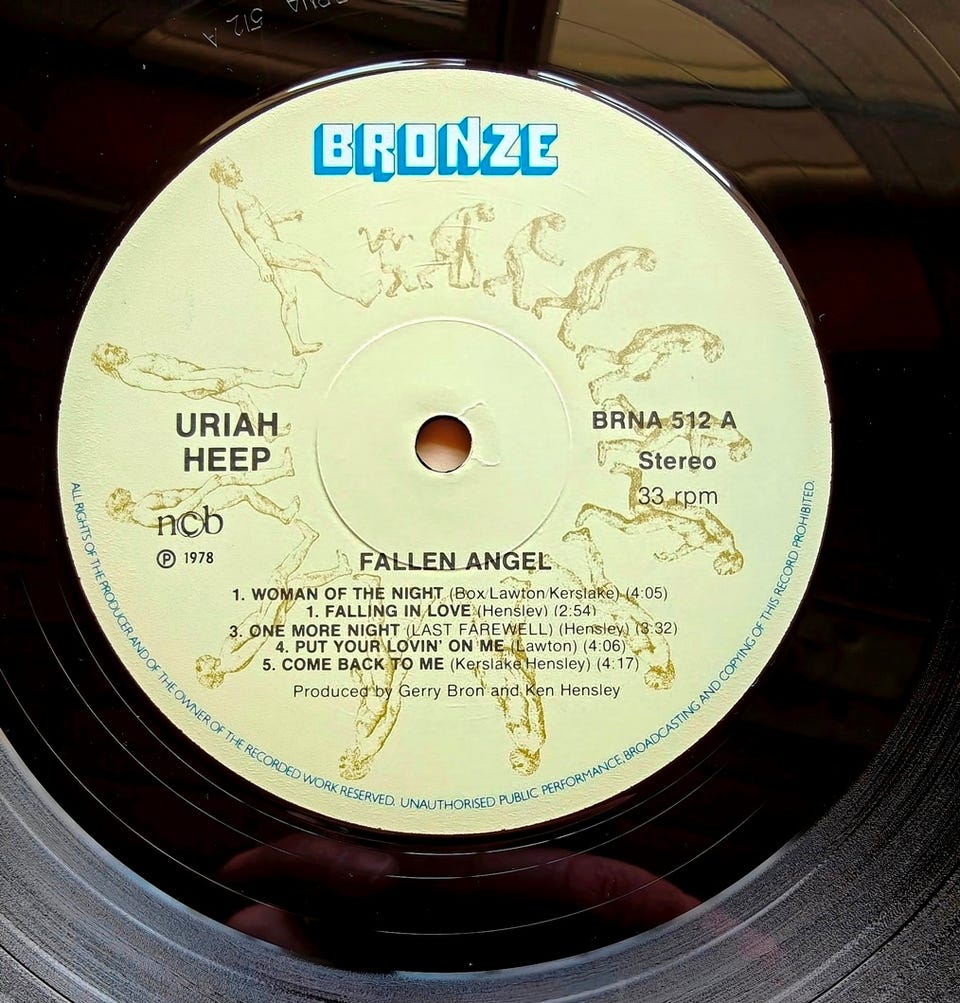 BRNA 512 A
BRONZE
URIAH
HEEP
BRNA 512 A
Stereo
33 rpm
ncb
Ⓟ 1978
FALLEN ANGEL
1. WOMAN OF THE NIGHT (Box/Lawton/Kerslake) (4:05)
1. FALLING IN LOVE (Hensley) (2:54)
3. ONE MORE NIGHT (LAST FAREWELL) (Hensley) (3:32)
4. PUT YOUR LOVIN' ON ME (Lawton) (4:06)
5. COME BACK TO ME (Kerslake/Hensley) (4:17)
Produced by Gerry Bron and Ken Hensley
ALL RIGHTS OF THE PRODUCER AND OF THE OWNER OF THE RECORDED WORK RESERVED. UNAUTHORISED PUBLIC PERFORMANCE, BROADCASTING AND COPYING OF THIS RECORD PROHIBITED.